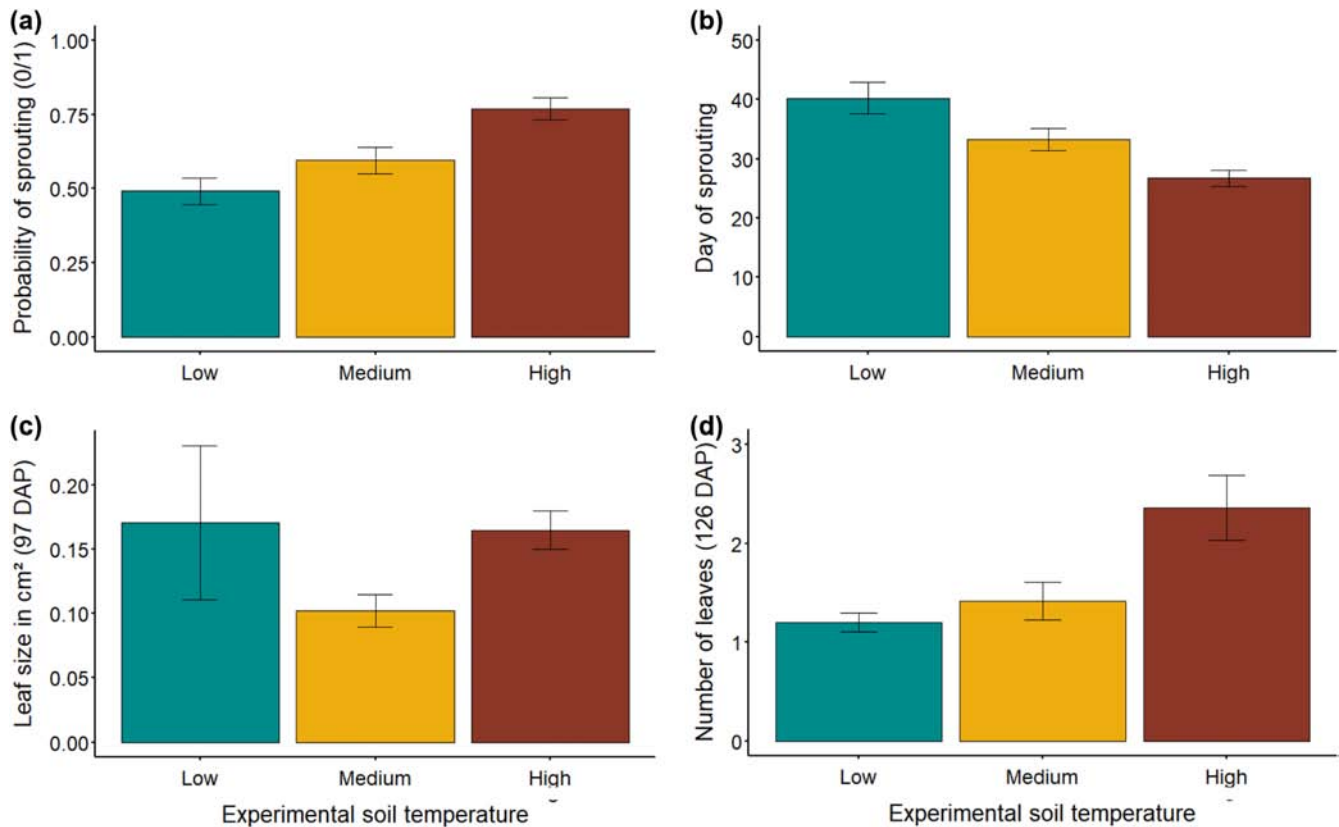 (a)
Probability of sprouting (0/1)
1.00
0.75
0.50
0.25
0.00
Low Medium High
(b)
Day of sprouting
50
40
30
20
10
0
Low Medium High
(c)
Leaf size in cm² (97 DAP)
0.20
0.15
0.10
0.05
0.00
Low Medium High
Experimental soil temperature
(d)
Number of leaves (126 DAP)
3
2
1
0
Low Medium High
Experimental soil temperature